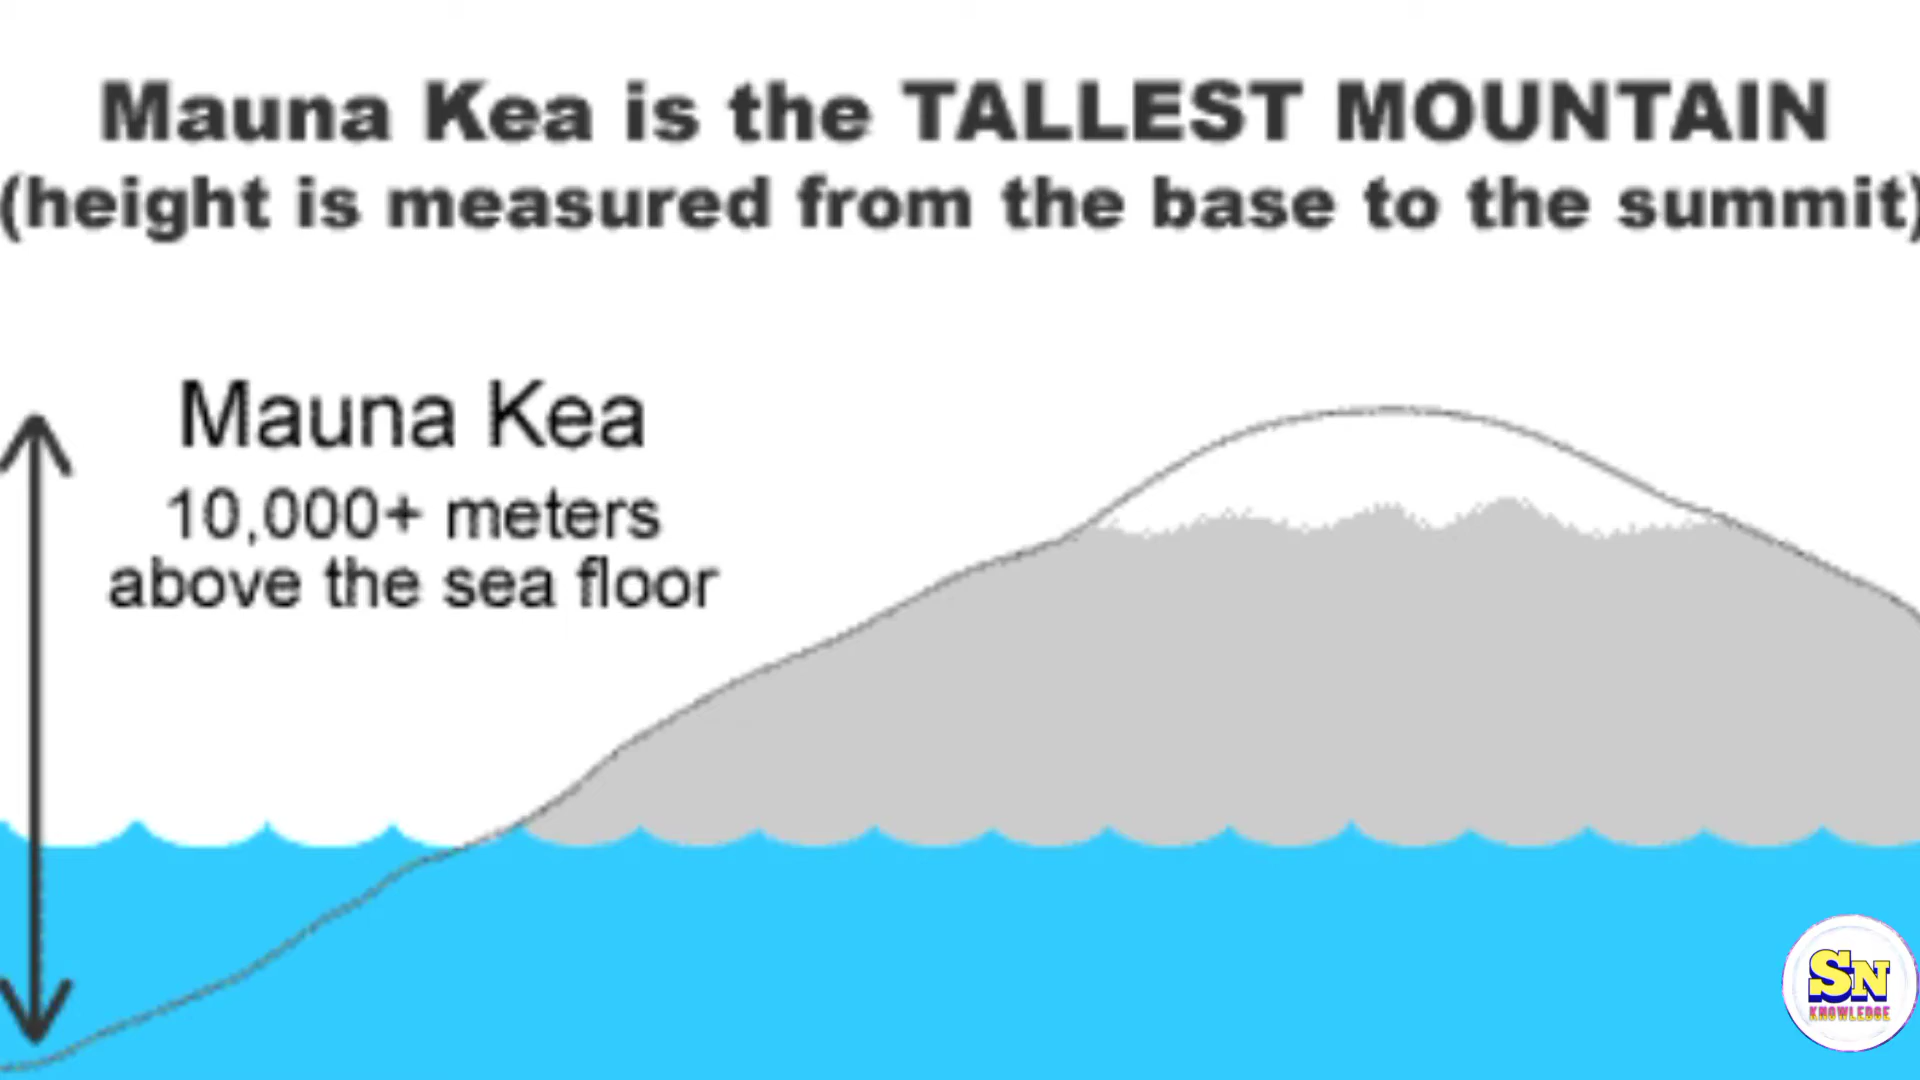 Mauna Kea is the TALLEST MOUNTAIN
(height is measured from the base to the summit)
Mauna Kea
10,000+ meters
above the sea floor
SN
KNOWLEDGE